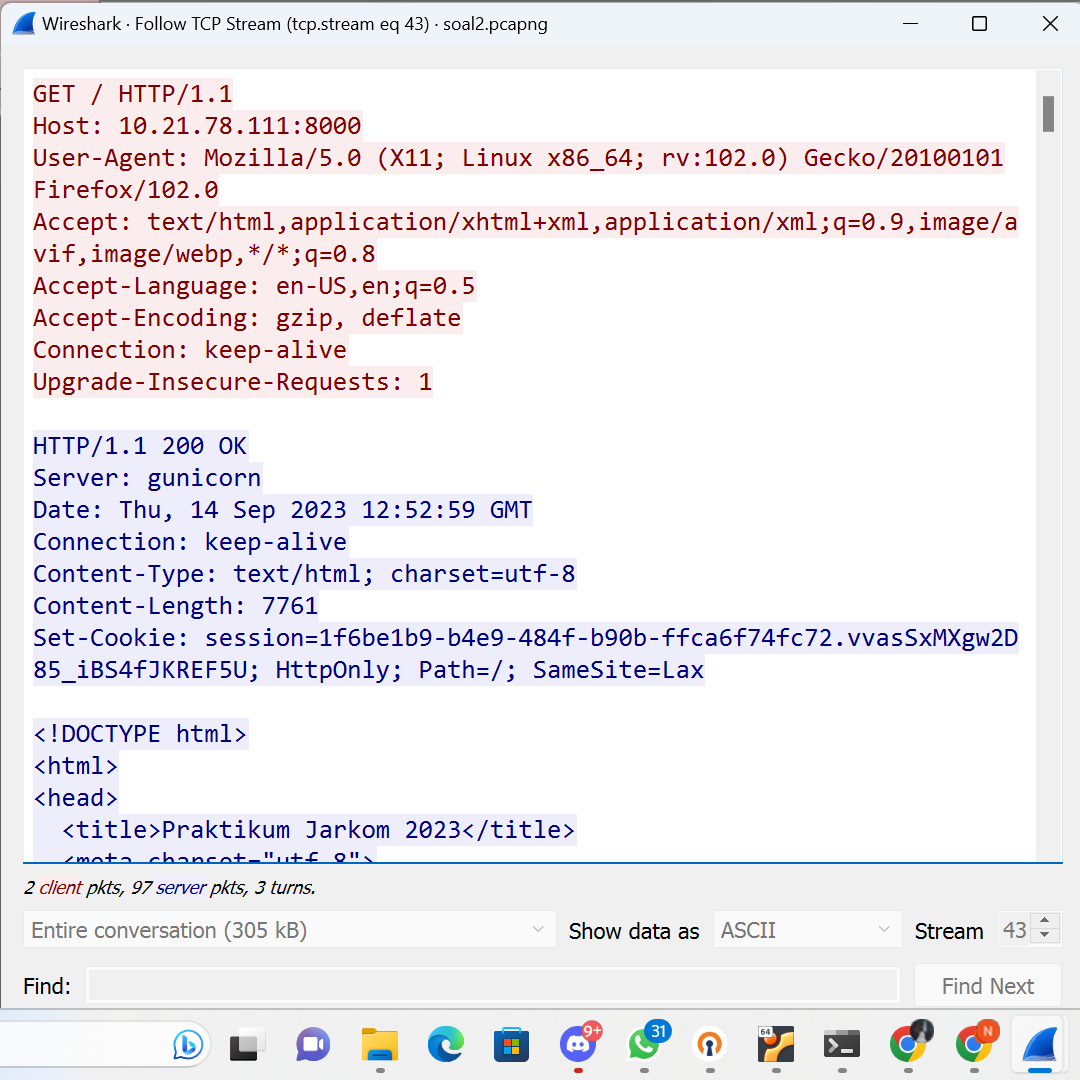 Wireshark · Follow TCP Stream (tcp.stream eq 43) · soal2.pcapng
GET / HTTP/1.1
Host: 10.21.78.111:8000
User-Agent: Mozilla/5.0 (X11; Linux x86_64; rv:102.0) Gecko/20100101
Firefox/102.0
Accept: text/html,application/xhtml+xml,application/xml;q=0.9,image/a
vif,image/webp,*/*;q=0.8
Accept-Language: en-US,en;q=0.5
Accept-Encoding: gzip, deflate
Connection: keep-alive
Upgrade-Insecure-Requests: 1
HTTP/1.1 200 OK
Server: gunicorn
Date: Thu, 14 Sep 2023 12:52:59 GMT
Connection: keep-alive
Content-Type: text/html; charset=utf-8
Content-Length: 7761
Set-Cookie: session=1f6be1b9-b4e9-484f-b90b-ffca6f74fc72.vvasSxMXgw2D
85_iBS4fJKREF5U; HttpOnly; Path=/; SameSite=Lax
<!DOCTYPE html>
<html>
<head>
<title>Praktikum Jarkom 2023</title>
<meta charset="utf-8">
2 client pkts, 97 server pkts, 3 turns.
Entire conversation (305 kB) Show data as ASCII Stream 43
Find: Find Next
9+ 31 64 N